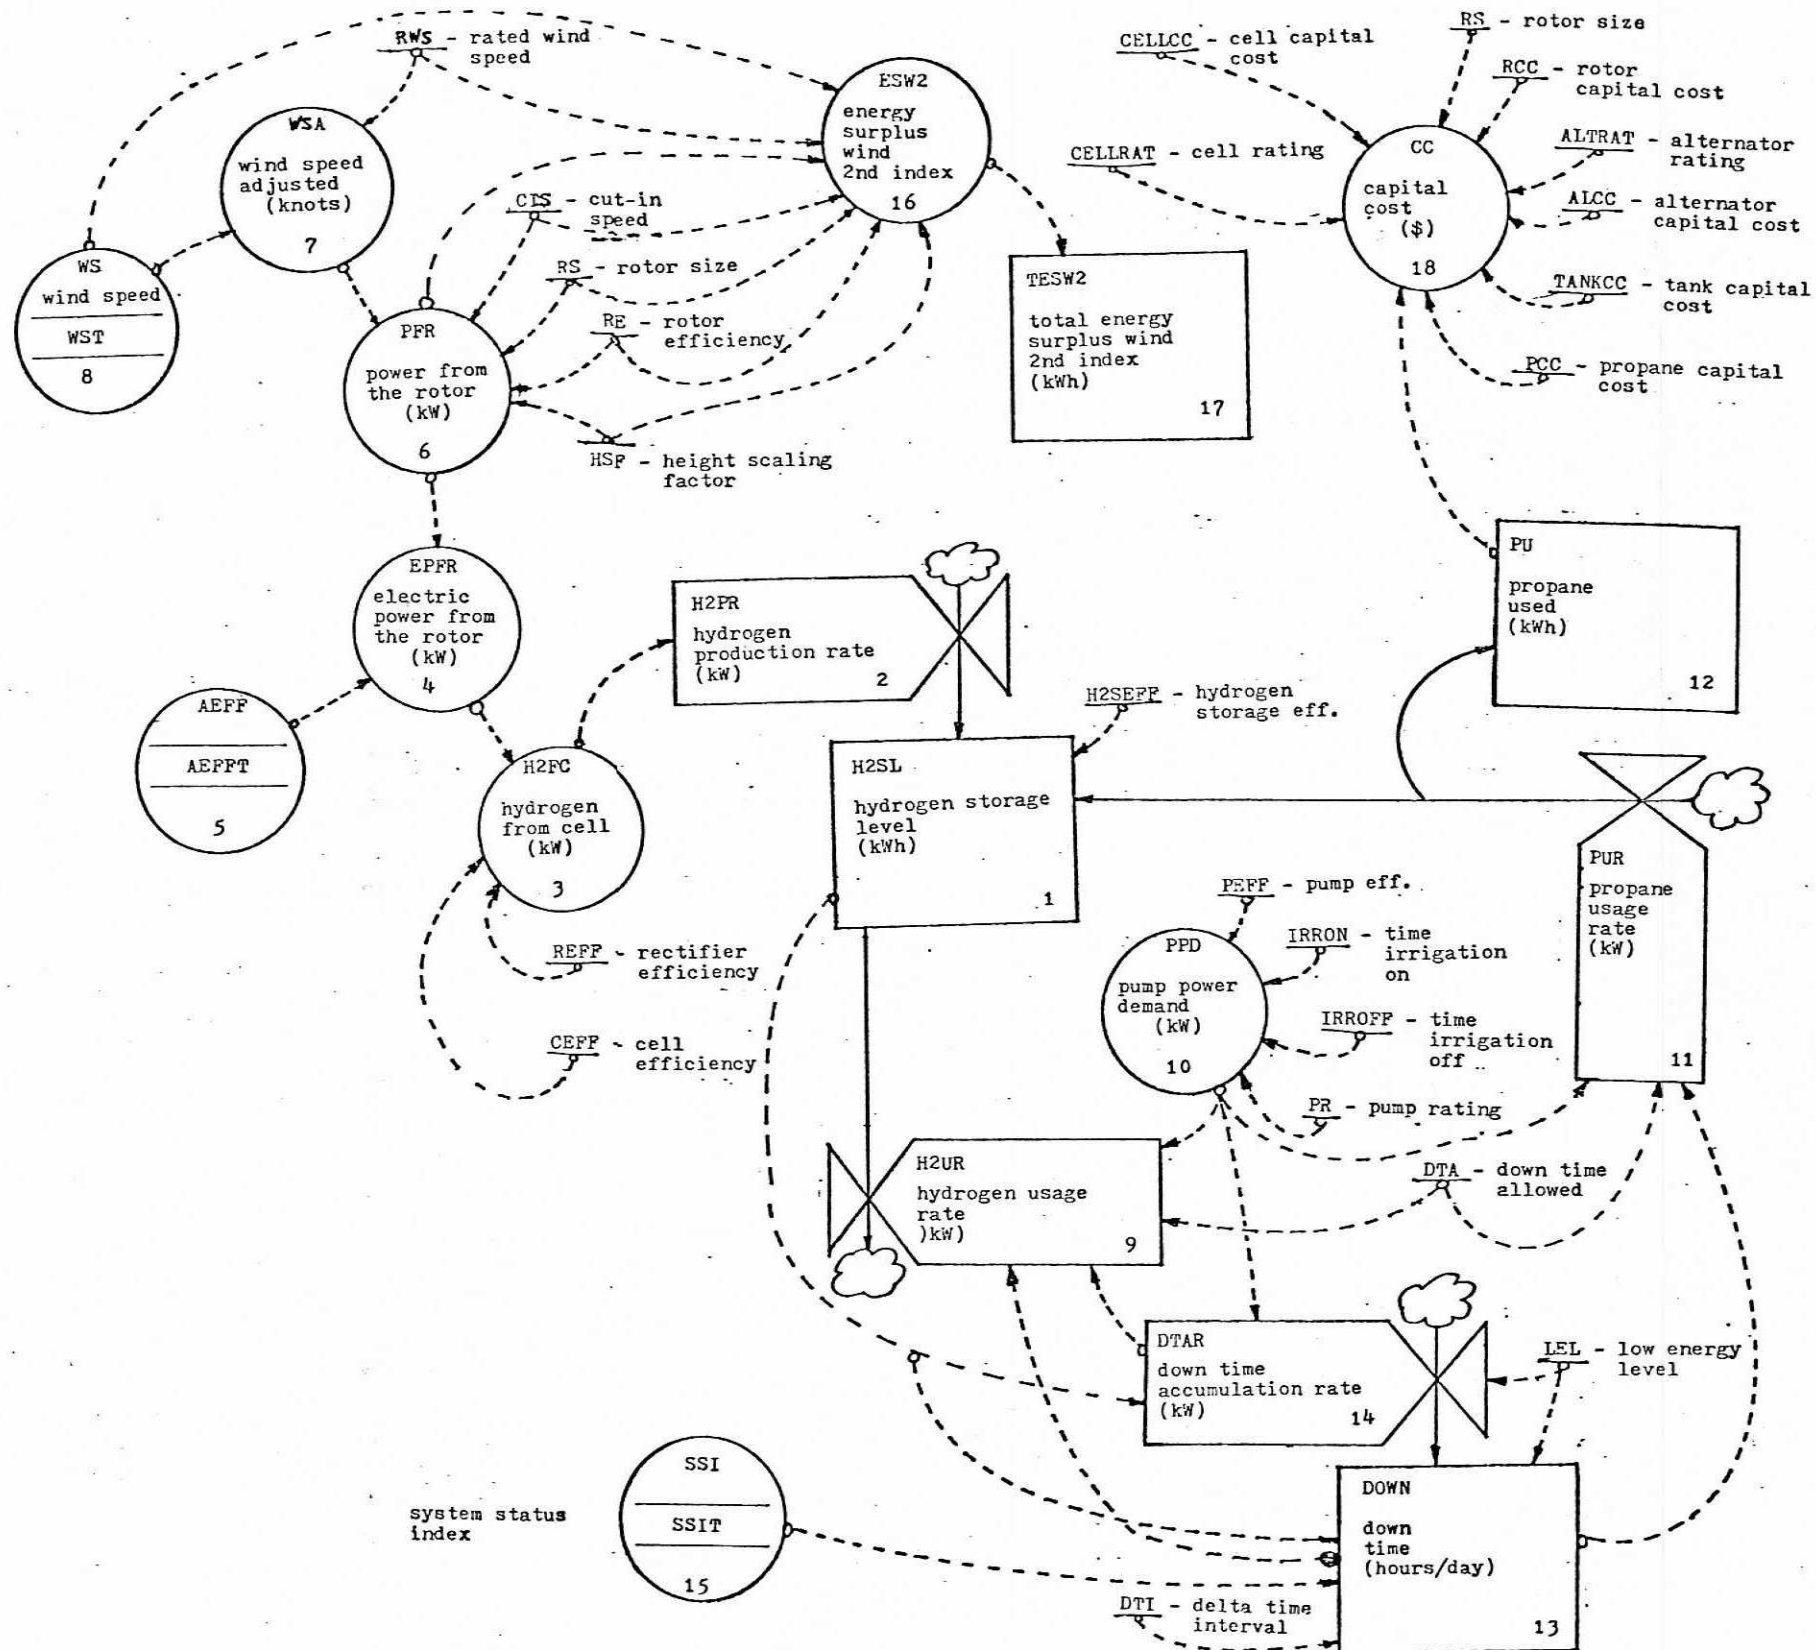 RWS - rated wind
speed
ESW2
energy
surplus
wind
2nd index
16
CELLCC - cell capital
cost
RS - rotor size
RCC - rotor
capital cost
WSA
wind speed
adjusted
(knots)
7
CELLRAT - cell rating
CC
capital
cost
($)
18
ALTRAT - alternator
rating
ALCC - alternator
capital cost
TANKCC - tank capital
cost
PCC - propane capital
cost
CIS - cut-in
speed
RS - rotor size
RE - rotor
efficiency
HSF - height scaling
factor
WS
wind speed
WST
8
TESW2
total energy
surplus wind
2nd index
(kWh)
17
PFR
power from
the rotor
(kW)
6
EPFR
electric
power from
the rotor
(kW)
4
H2PR
hydrogen
production rate
(kW)
2
PU
propane
used
(kWh)
12
AEFF
AEFFT
5
H2SEFF - hydrogen
storage eff.
H2FC
hydrogen
from cell
(kW)
3
H2SL
hydrogen storage
level
(kWh)
1
PUR
propane
usage
rate
(kW)
11
REFF - rectifier
efficiency
CEFF - cell
efficiency
PEFF - pump eff.
IRRON - time
irrigation
on
PPD
pump power
demand
(kW)
10
IRROFF - time
irrigation
off
PR - pump rating
H2UR
hydrogen usage
rate
)kW)
9
DTA - down time
allowed
DTAR
down time
accumulation rate
(kW)
14
LEL - low energy
level
system status
index
SSI
SSIT
15
DOWN
down
time
(hours/day)
13
DTI - delta time
interval